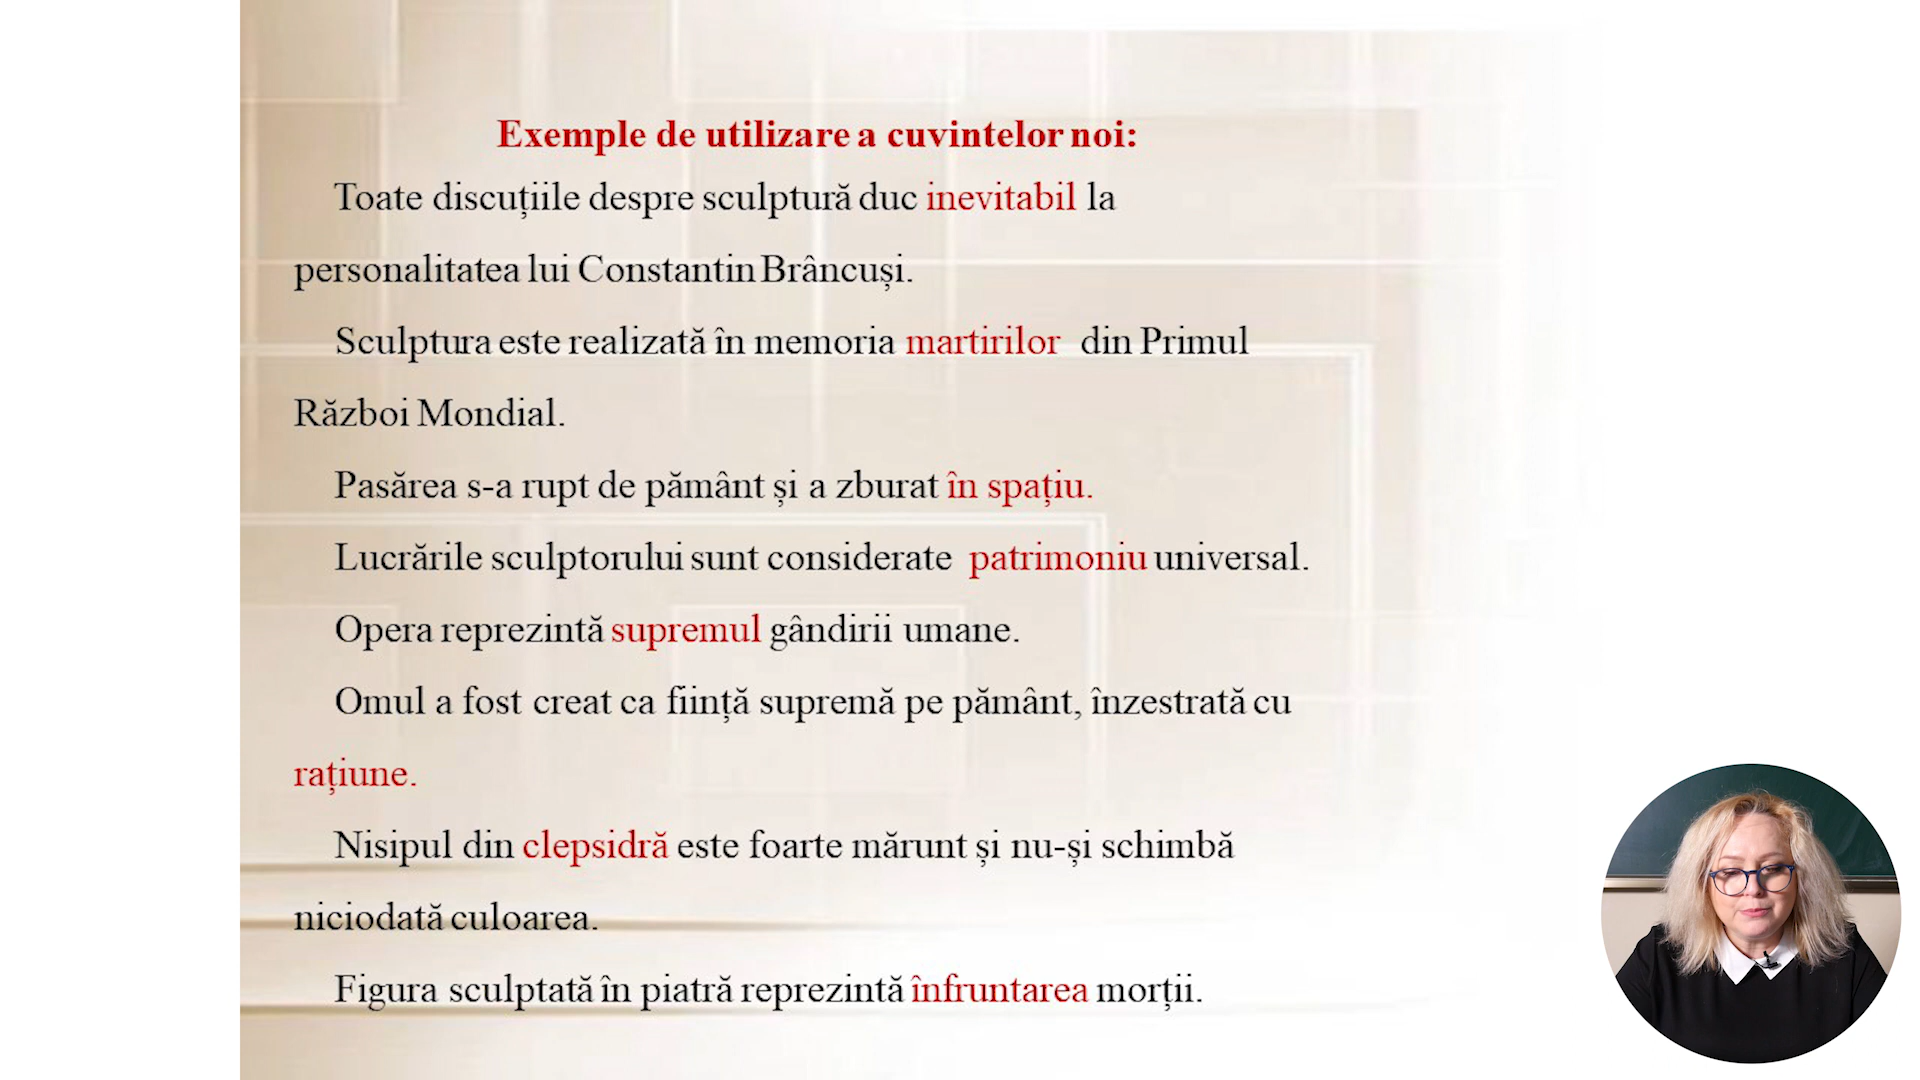 Exemple de utilizare a cuvintelor noi:
Toate discuțiile despre sculptură duc inevitabil la
personalitatea lui Constantin Brâncuși.
Sculptura este realizată în memoria martirilor din Primul
Război Mondial.
Pasărea s-a rupt de pământ și a zburat în spațiu.
Lucrările sculptorului sunt considerate patrimoniu universal.
Opera reprezintă supremul gândirii umane.
Omul a fost creat ca ființă supremă pe pământ, înzestrată cu
rațiune.
Nisipul din clepsidră este foarte mărunt și nu-și schimbă
niciodată culoarea.
Figura sculptată în piatră reprezintă înfruntarea morții.